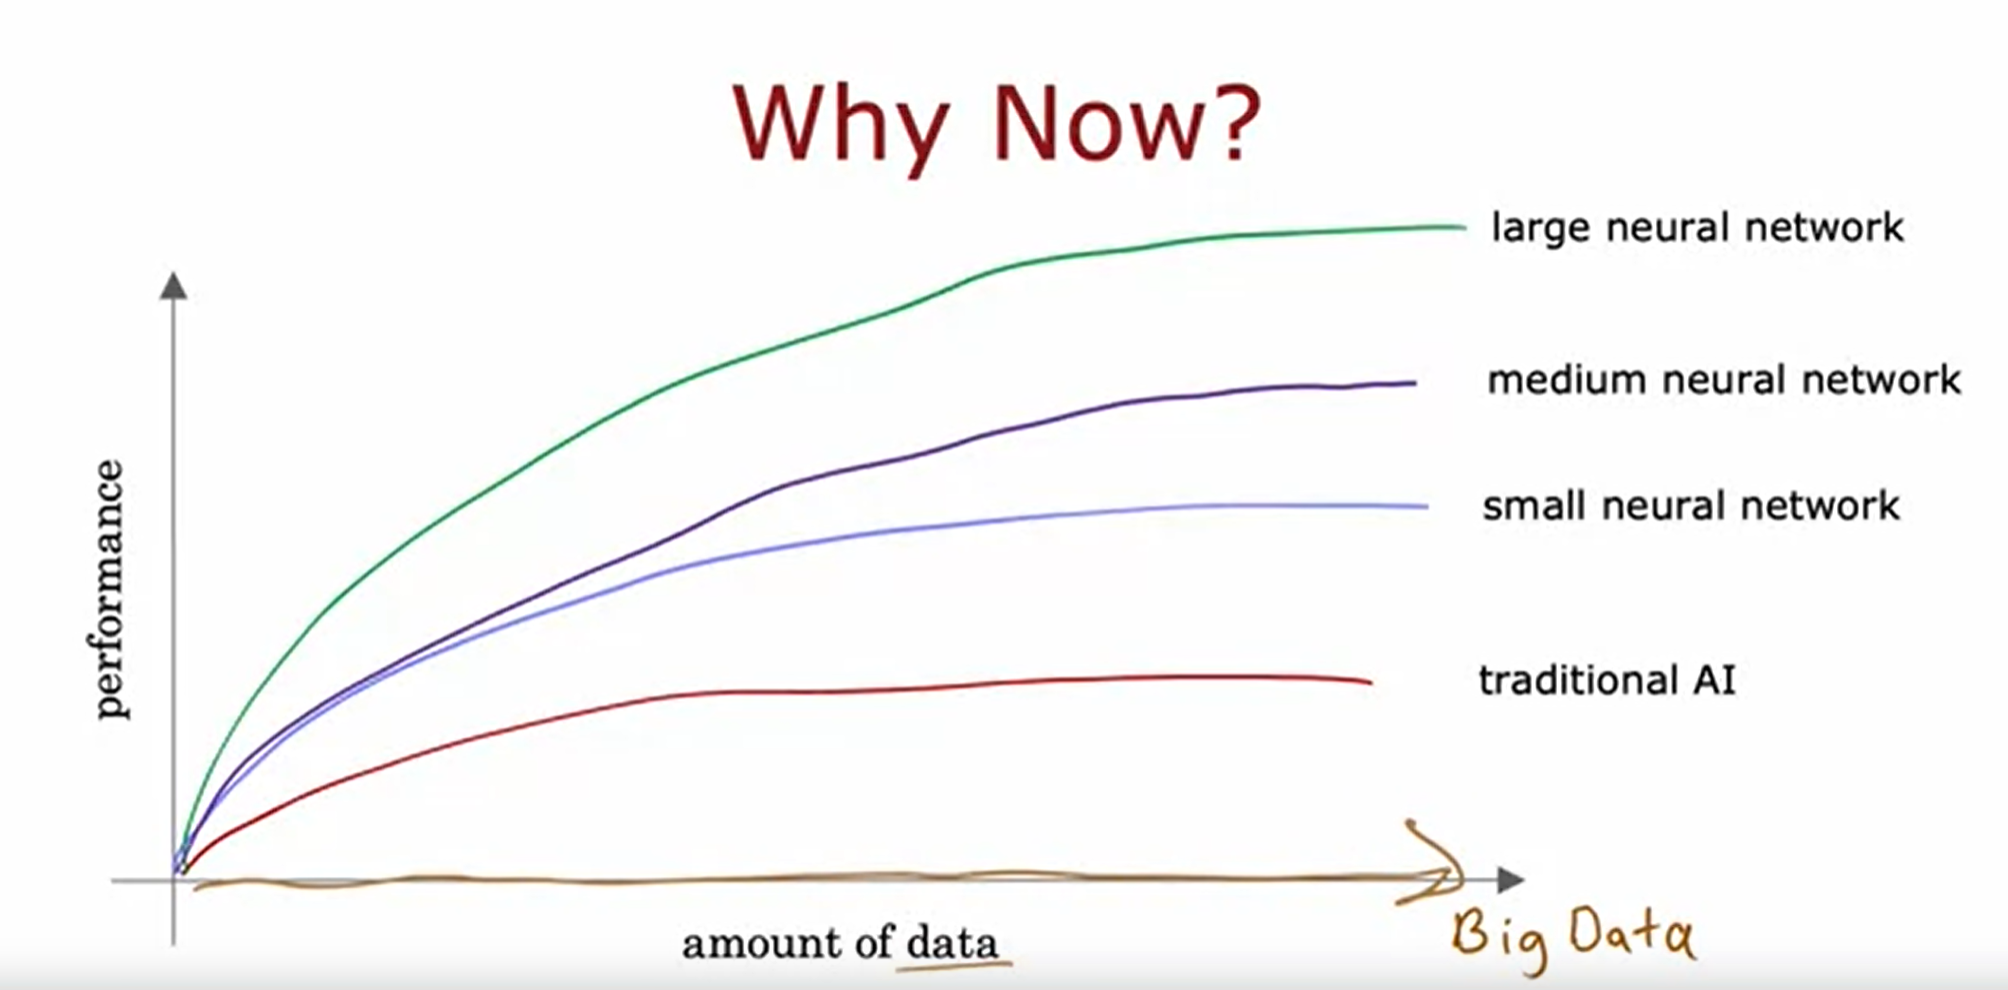 Why Now?
large neural network
medium neural network
small neural network
traditional AI
performance
amount of data
Big Data